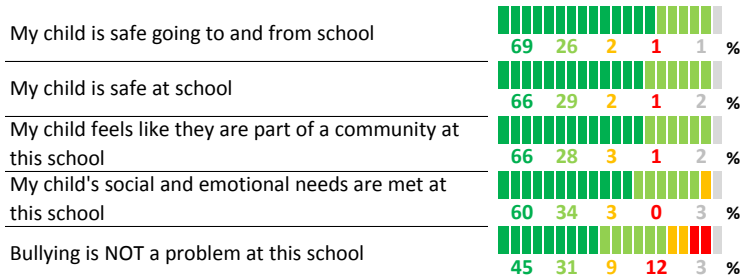 My child is safe going to and from school
69 26 2 1 1 %
My child is safe at school
66 29 2 1 2 %
My child feels like they are part of a community at
this school
66 28 3 1 2 %
My child's social and emotional needs are met at
this school
60 34 3 0 3 %
Bullying is NOT a problem at this school
45 31 9 12 3 %